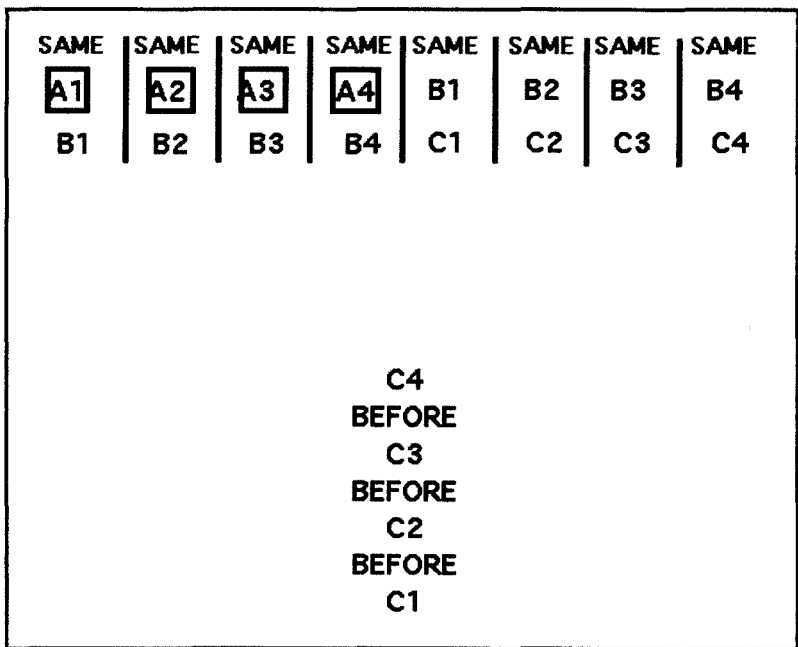 SAME SAME SAME SAME SAME SAME SAME SAME
A1 A2 A3 A4 B1 B2 B3 B4
B1 B2 B3 B4 C1 C2 C3 C4
C4
BEFORE
C3
BEFORE
C2
BEFORE
C1